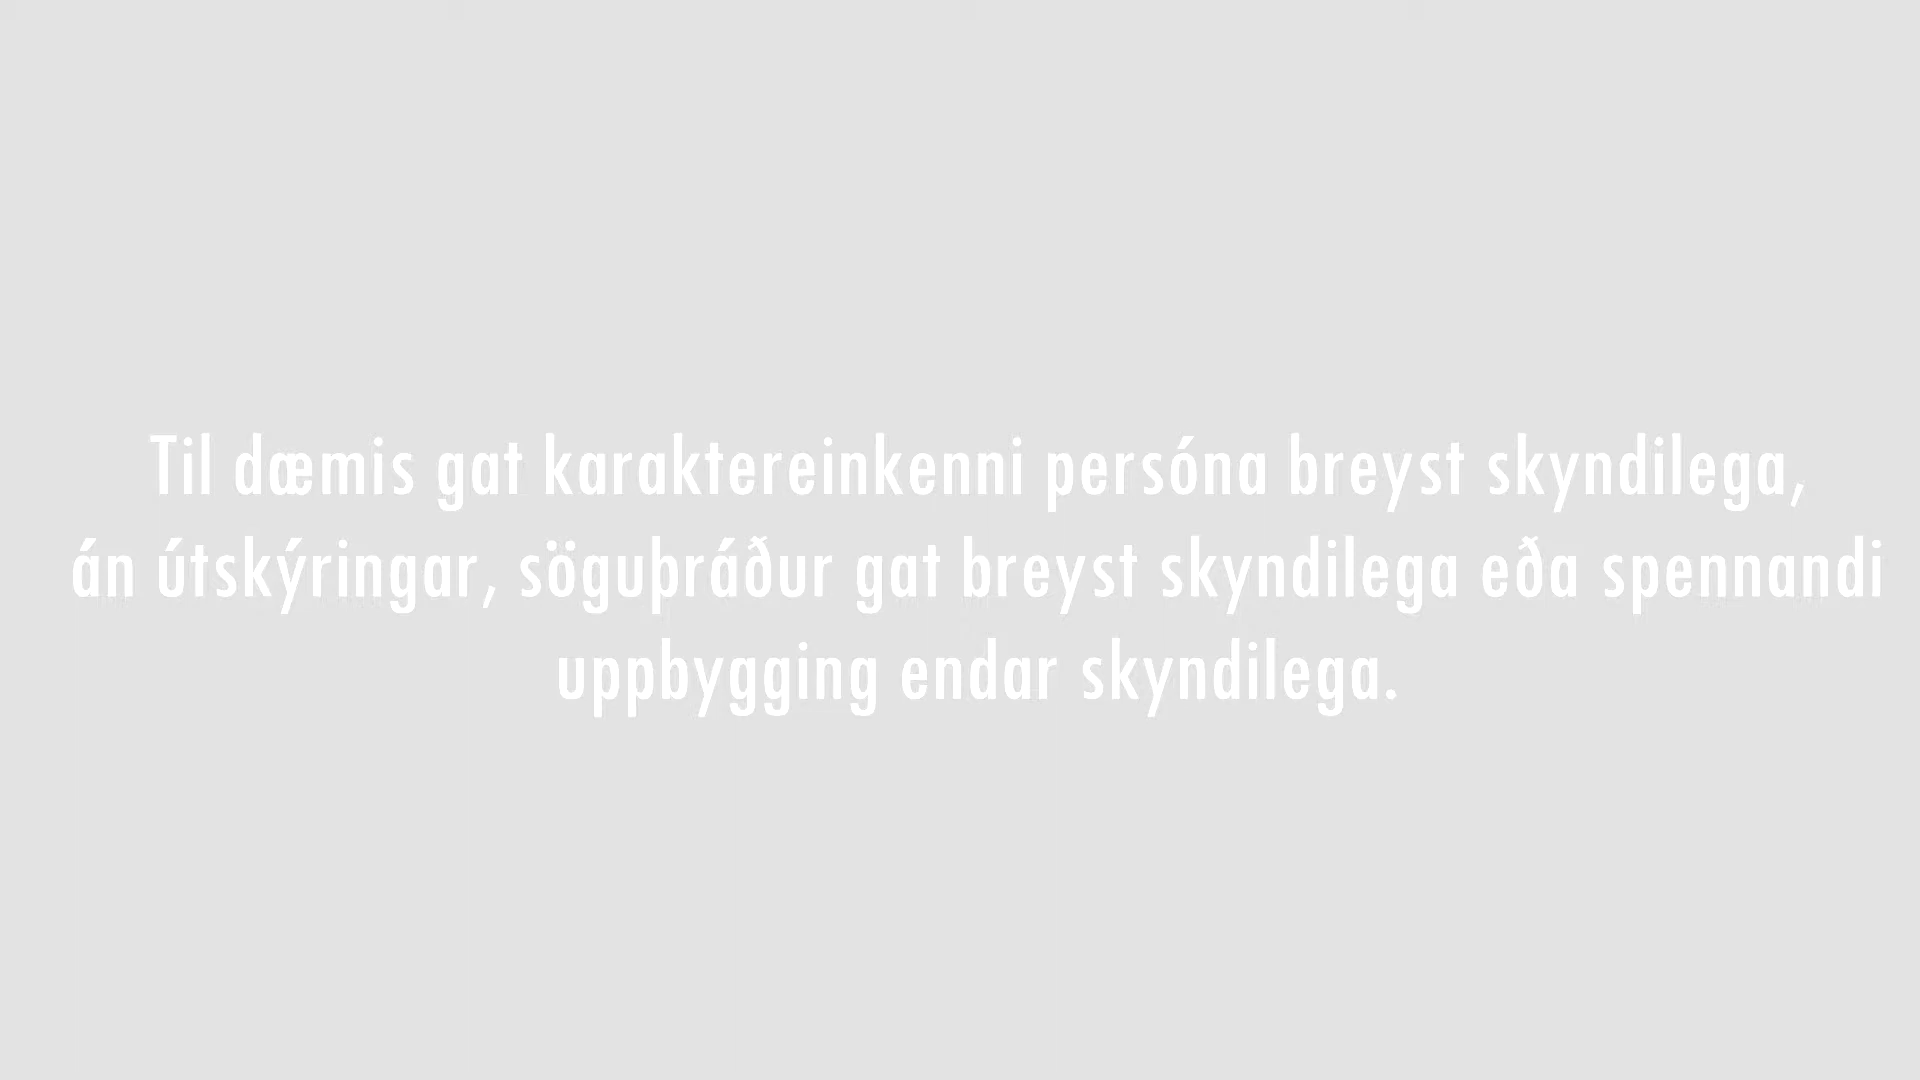 Til dæmis gat karaktereinkenni persóna breyst skyndilega,
án útskýringar, söguþráður gat breyst skyndilega eða spennandi
uppbygging endar skyndilega.